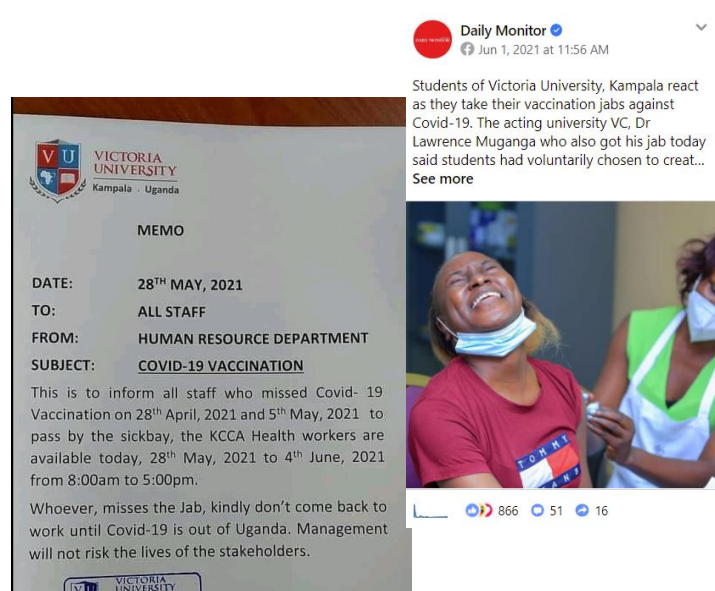 VU
VICTORIA
UNIVERSITY
Kampala . Uganda
MEMO
DATE: 28TH MAY, 2021
TO: ALL STAFF
FROM: HUMAN RESOURCE DEPARTMENT
SUBJECT: COVID-19 VACCINATION
This is to inform all staff who missed Covid- 19
Vaccination on 28th April, 2021 and 5th May, 2021 to
pass by the sickbay, the KCCA Health workers are
available today, 28th May, 2021 to 4th June, 2021
from 8:00am to 5:00pm.
Whoever, misses the Jab, kindly don't come back to
work until Covid-19 is out of Uganda. Management
will not risk the lives of the stakeholders.
VU VICTORIA
UNIVERSITY
Daily Monitor
Jun 1, 2021 at 11:56 AM
Students of Victoria University, Kampala react
as they take their vaccination jabs against
Covid-19. The acting university VC, Dr
Lawrence Muganga who also got his jab today
said students had voluntarily chosen to creat...
See more
TOMMY
866 51 16